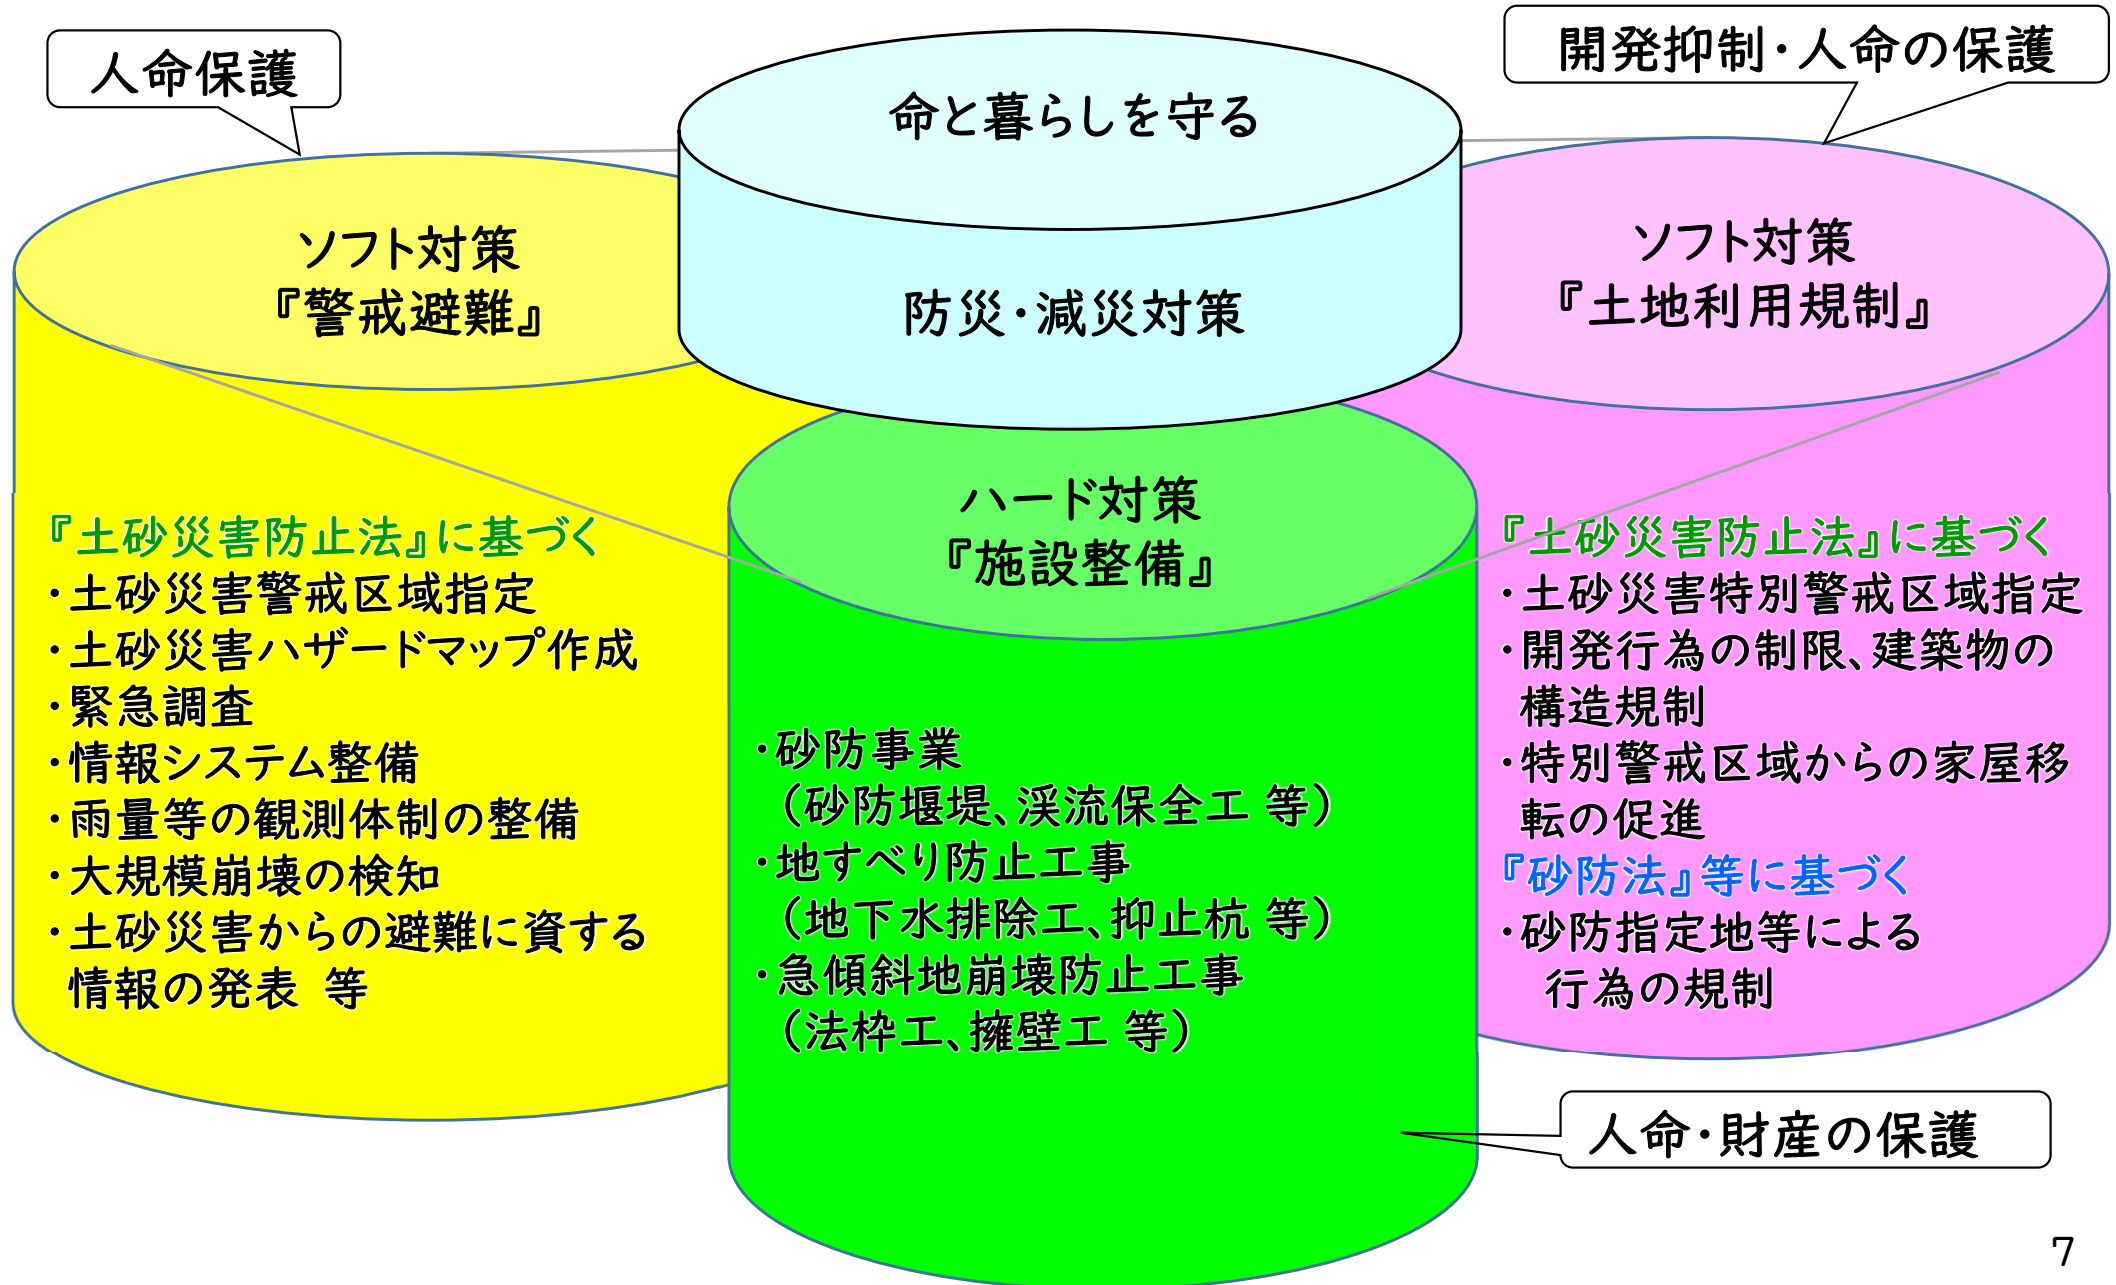 人命保護
開発抑制・人命の保護
命と暮らしを守る
防災・減災対策
ソフト対策
『警戒避難』
『土砂災害防止法』に基づく
・土砂災害警戒区域指定
・土砂災害ハザードマップ作成
・緊急調査
・情報システム整備
・雨量等の観測体制の整備
・大規模崩壊の検知
・土砂災害からの避難に資する
情報の発表 等
ハード対策
『施設整備』
・砂防事業
（砂防堰堤、渓流保全工 等）
・地すべり防止工事
（地下水排除工、抑止杭 等）
・急傾斜地崩壊防止工事
（法枠工、擁壁工 等）
ソフト対策
『土地利用規制』
『土砂災害防止法』に基づく
・土砂災害特別警戒区域指定
・開発行為の制限、建築物の
構造規制
・特別警戒区域からの家屋移
転の促進
『砂防法』等に基づく
・砂防指定地等による
行為の規制
人命・財産の保護
7